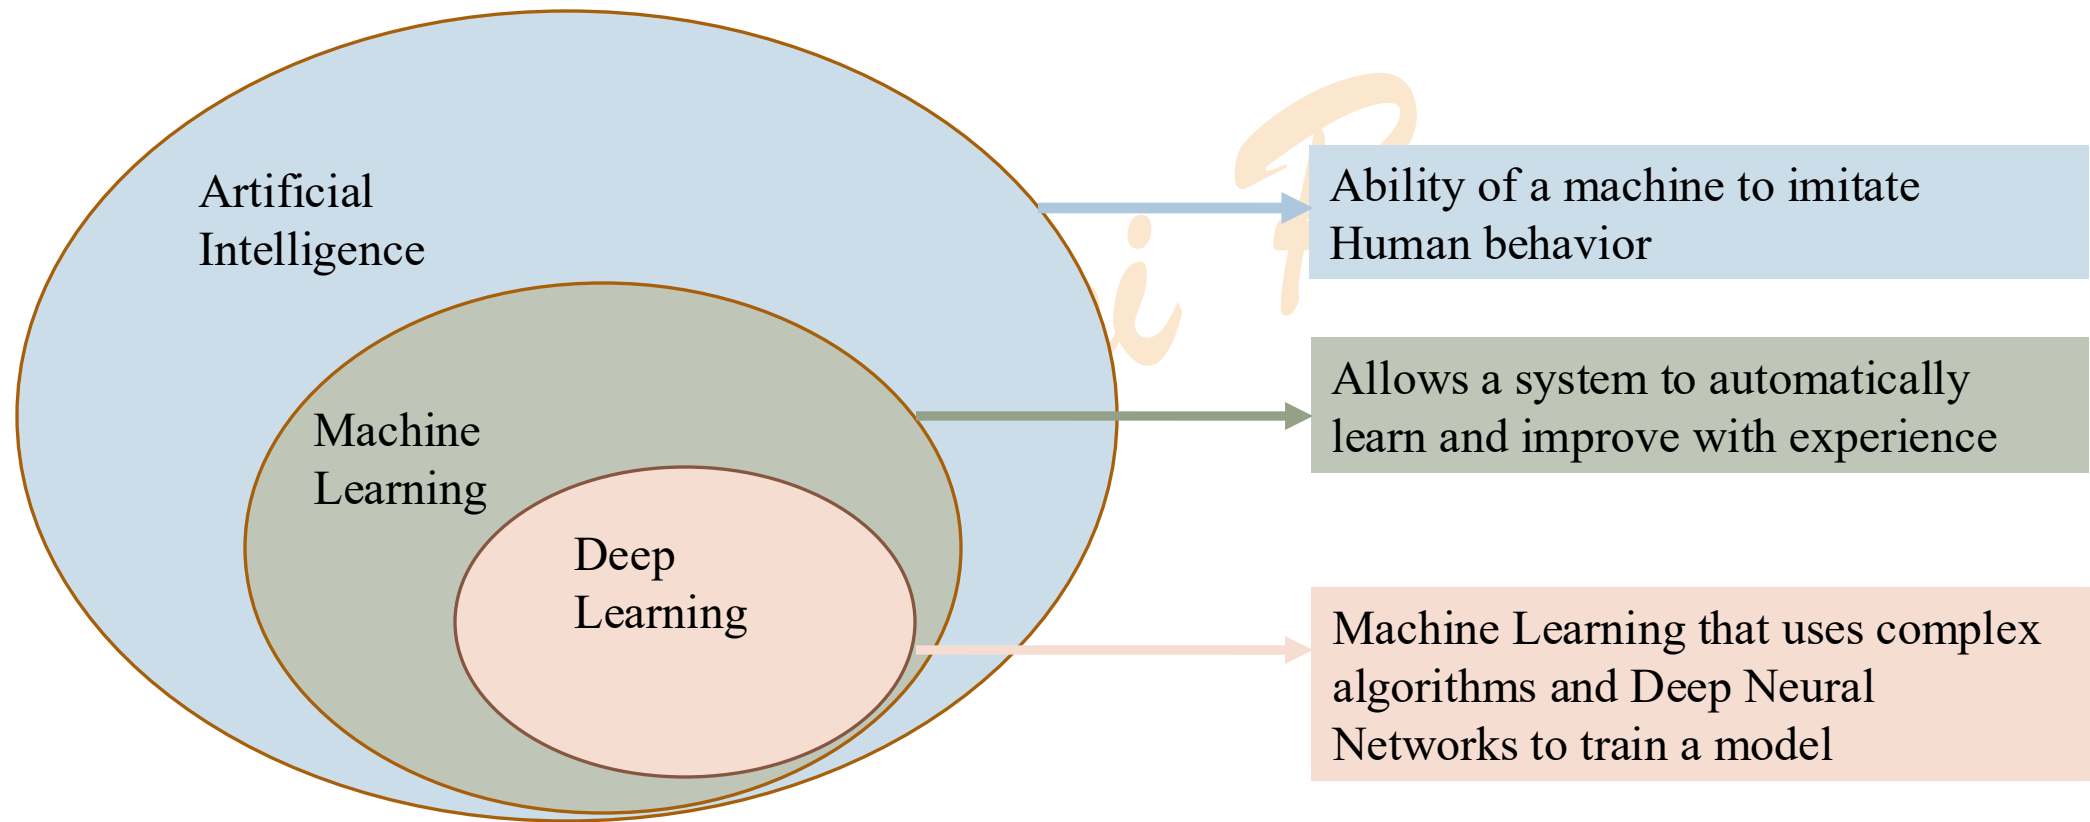 Artificial
Intelligence
Machine
Learning
Deep
Learning
Ability of a machine to imitate
Human behavior
Allows a system to automatically
learn and improve with experience
Machine Learning that uses complex
algorithms and Deep Neural
Networks to train a model